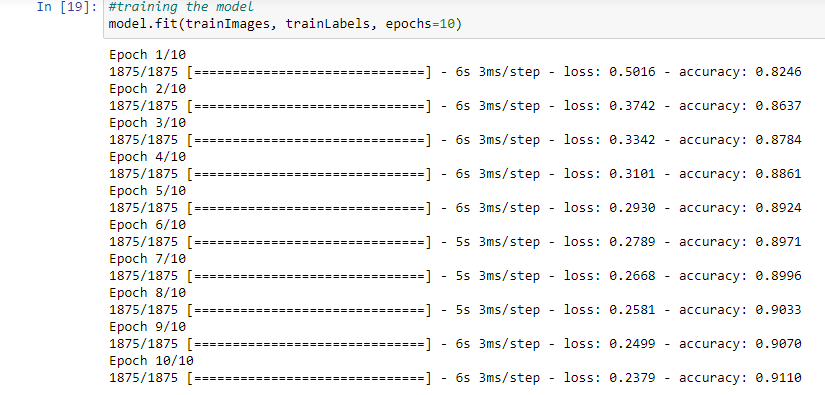 In [19]: #training the model
model.fit(trainImages, trainLabels, epochs=10)
Epoch 1/10
1875/1875 [==============================] - 6s 3ms/step - loss: 0.5016 - accuracy: 0.8246
Epoch 2/10
1875/1875 [==============================] - 6s 3ms/step - loss: 0.3742 - accuracy: 0.8637
Epoch 3/10
1875/1875 [==============================] - 6s 3ms/step - loss: 0.3342 - accuracy: 0.8784
Epoch 4/10
1875/1875 [==============================] - 6s 3ms/step - loss: 0.3101 - accuracy: 0.8861
Epoch 5/10
1875/1875 [==============================] - 6s 3ms/step - loss: 0.2930 - accuracy: 0.8924
Epoch 6/10
1875/1875 [==============================] - 5s 3ms/step - loss: 0.2789 - accuracy: 0.8971
Epoch 7/10
1875/1875 [==============================] - 5s 3ms/step - loss: 0.2668 - accuracy: 0.8996
Epoch 8/10
1875/1875 [==============================] - 5s 3ms/step - loss: 0.2581 - accuracy: 0.9033
Epoch 9/10
1875/1875 [==============================] - 6s 3ms/step - loss: 0.2499 - accuracy: 0.9070
Epoch 10/10
1875/1875 [==============================] - 6s 3ms/step - loss: 0.2379 - accuracy: 0.9110